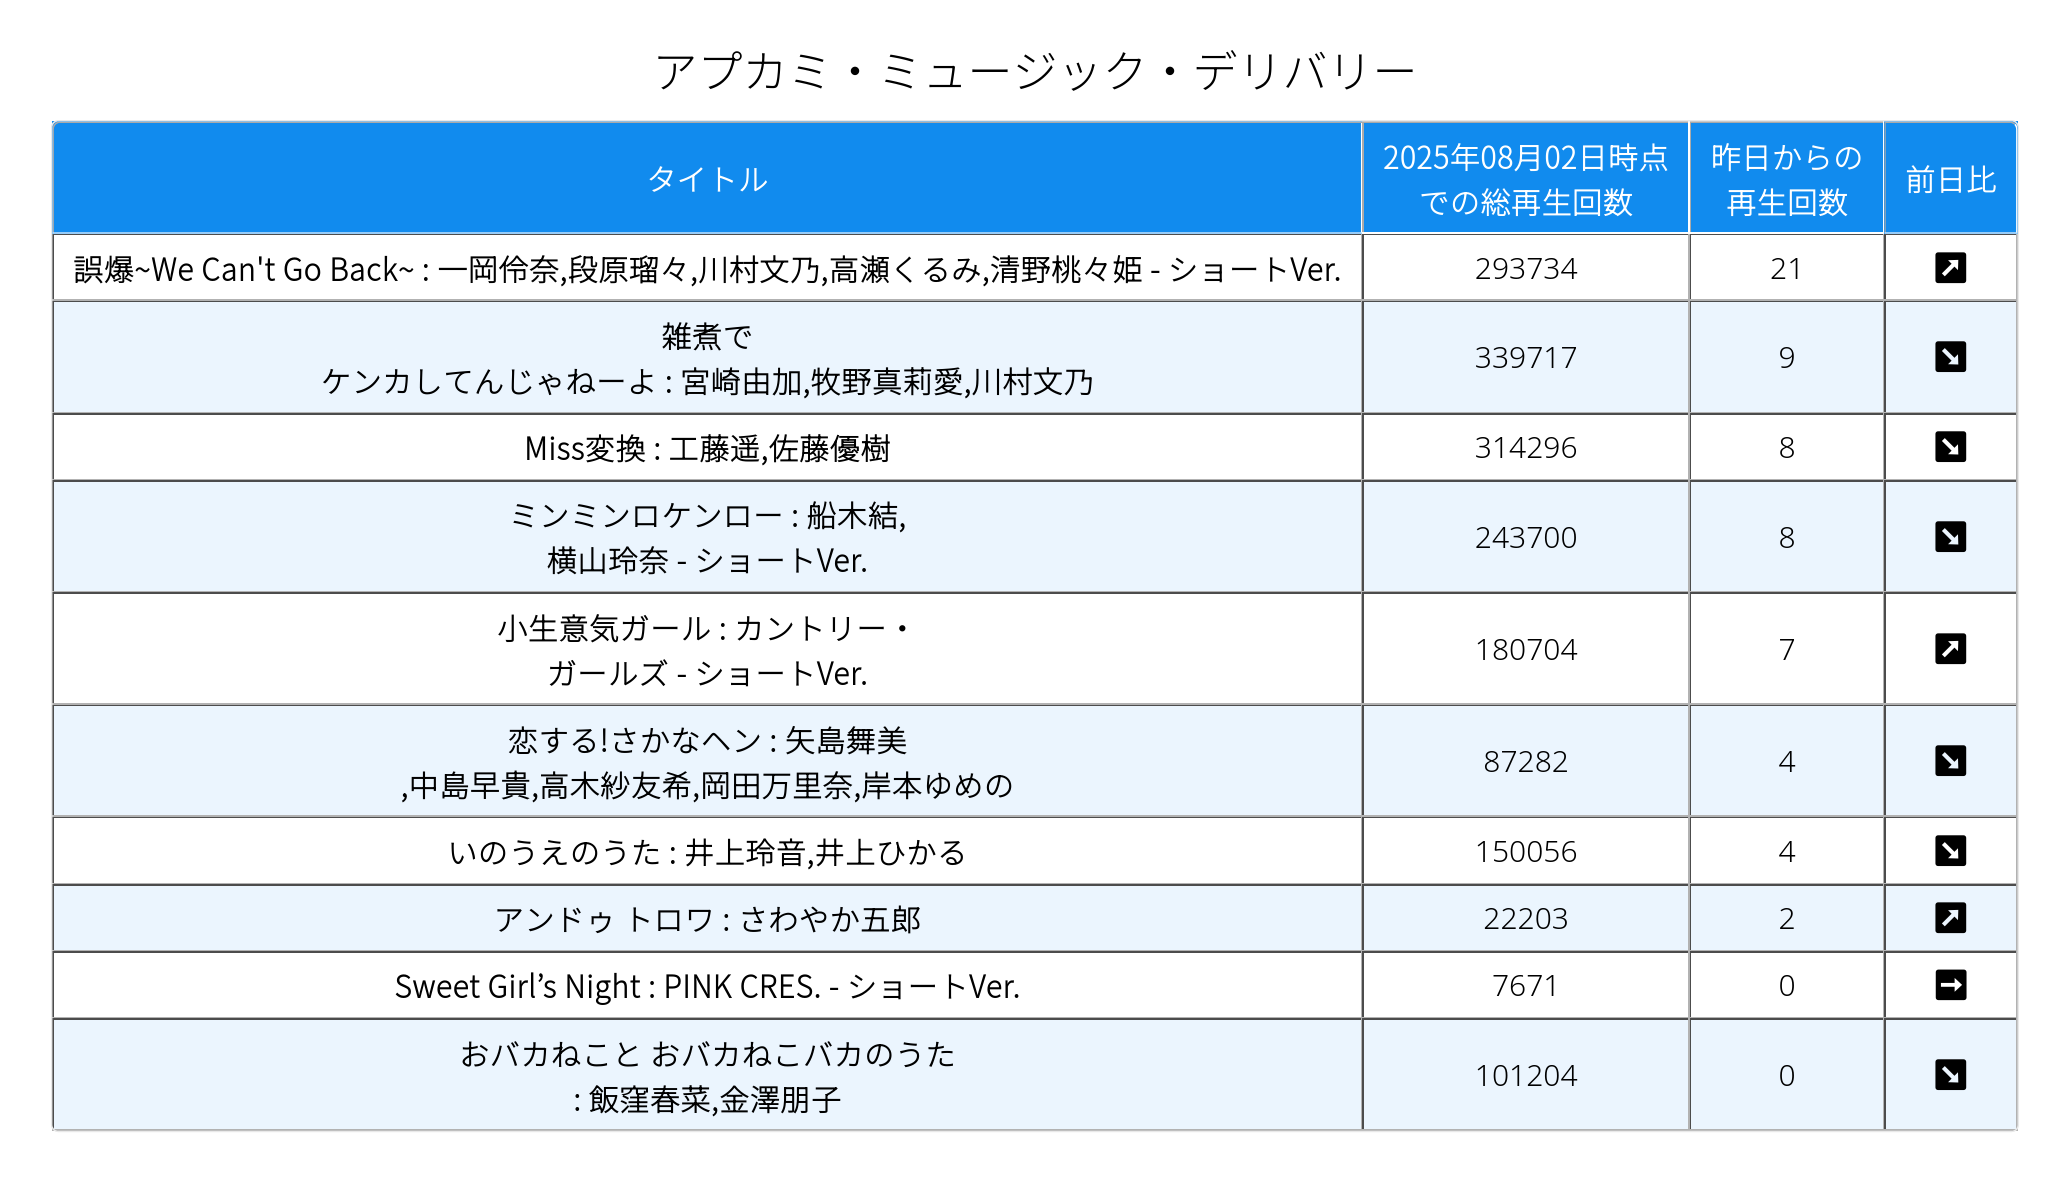 アプカミ・ミュージック・デリバリー
タイトル
2025年08月02日時点
での総再生回数
昨日からの
再生回数
前日比
誤爆~We Can't Go Back~ : 一岡伶奈,段原瑠々,川村文乃,高瀬くるみ,清野桃々姫 - ショートVer.
293734
21
雑煮で
ケンカしてんじゃねーよ : 宮崎由加,牧野真莉愛,川村文乃
339717
9
Miss変換 : 工藤遥,佐藤優樹
314296
8
ミンミンロケンロー : 船木結,
横山玲奈 - ショートVer.
243700
8
小生意気ガール : カントリー・
ガールズ - ショートVer.
180704
7
恋する!さかなヘン : 矢島舞美
,中島早貴,高木紗友希,岡田万里奈,岸本ゆめの
87282
4
いのうえのうた : 井上玲音,井上ひかる
150056
4
アンドゥ トロワ : さわやか五郎
22203
2
Sweet Girl’s Night : PINK CRES. - ショートVer.
7671
0
おバカねこと おバカねこバカのうた
: 飯窪春菜,金澤朋子
101204
0